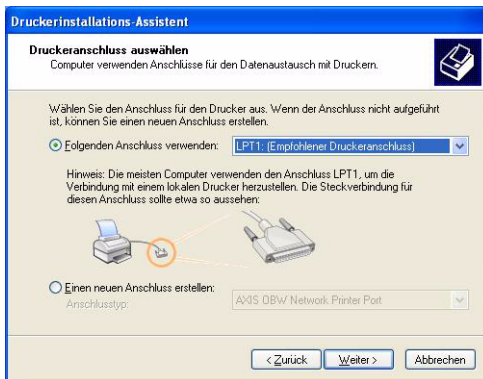 Druckerinstallations-Assistent
Druckeranschluss auswählen
Computer verwenden Anschlüsse für den Datenaustausch mit Druckern.
Wählen Sie den Anschluss für den Drucker aus. Wenn der Anschluss nicht aufgeführt
ist, können Sie einen neuen Anschluss erstellen.
Folgenden Anschluss verwenden: LPT1: (Empfohlener Druckeranschluss)
Hinweis: Die meisten Computer verwenden den Anschluss LPT1, um die
Verbindung mit einem lokalen Drucker herzustellen. Die Steckverbindung für
diesen Anschluss sollte etwa so aussehen:
Einen neuen Anschluss erstellen:
Anschlusstyp: AXIS OBW Network Printer Port
< Zurück Weiter > Abbrechen